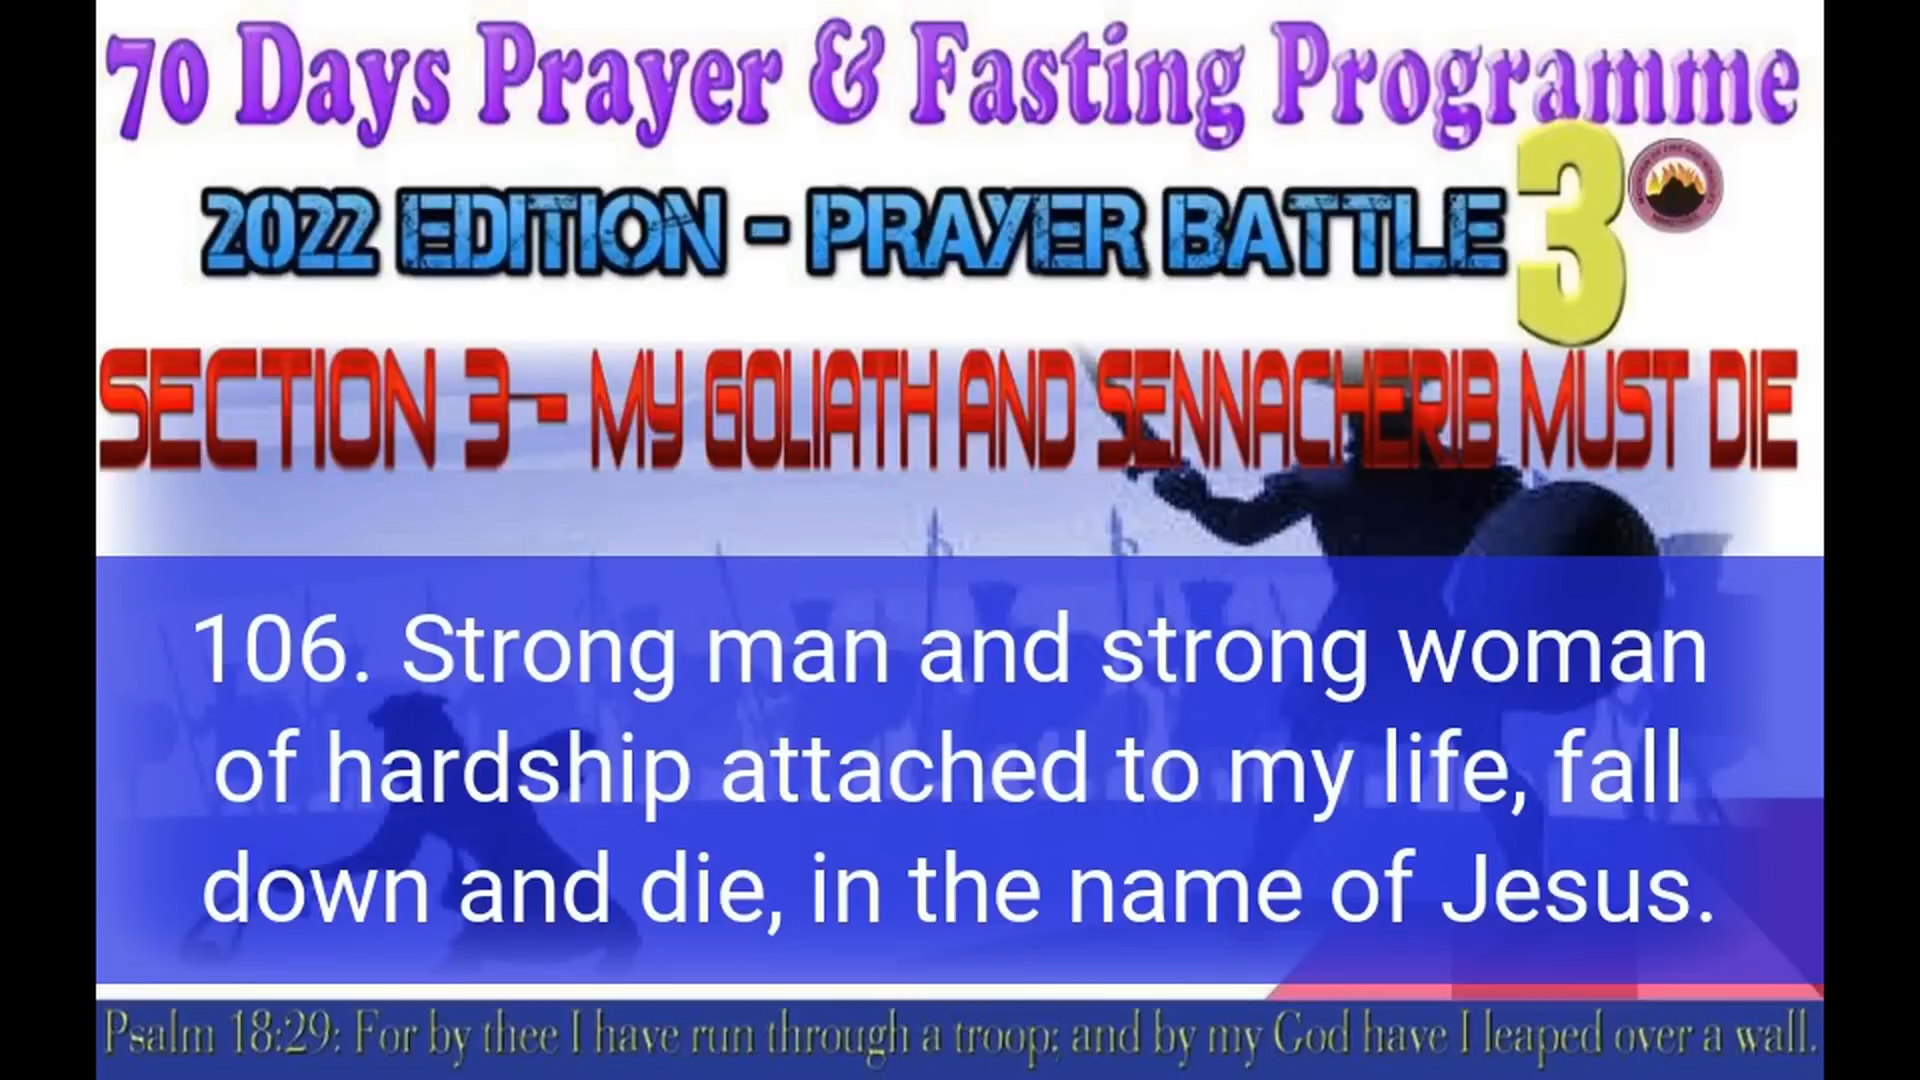 70 Days Prayer & Fasting Programme
2022 EDITION - PRAYER BATTLE 3
SECTION 3 - MY GOLIATH AND SENNACHERIB MUST DIE
106. Strong man and strong woman
of hardship attached to my life, fall
down and die, in the name of Jesus.
Psalm 18:29: For by thee I have run through a troop; and by my God have I leaped over a wall.